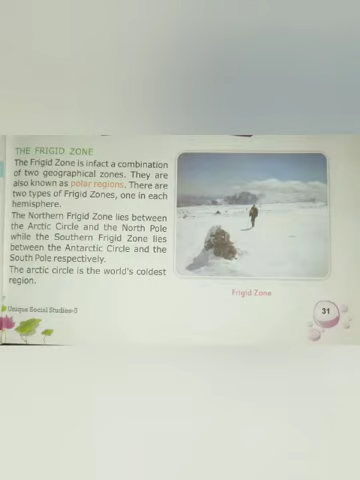 THE FRIGID ZONE
The Frigid Zone is infact a combination
of two geographical zones. They are
also known as polar regions. There are
two types of Frigid Zones, one in each
hemisphere.
The Northern Frigid Zone lies between
the Arctic Circle and the North Pole
while the Southern Frigid Zone lies
between the Antarctic Circle and the
South Pole respectively.
The arctic circle is the world's coldest
region.
Frigid Zone
Unique Social Studies-3
31